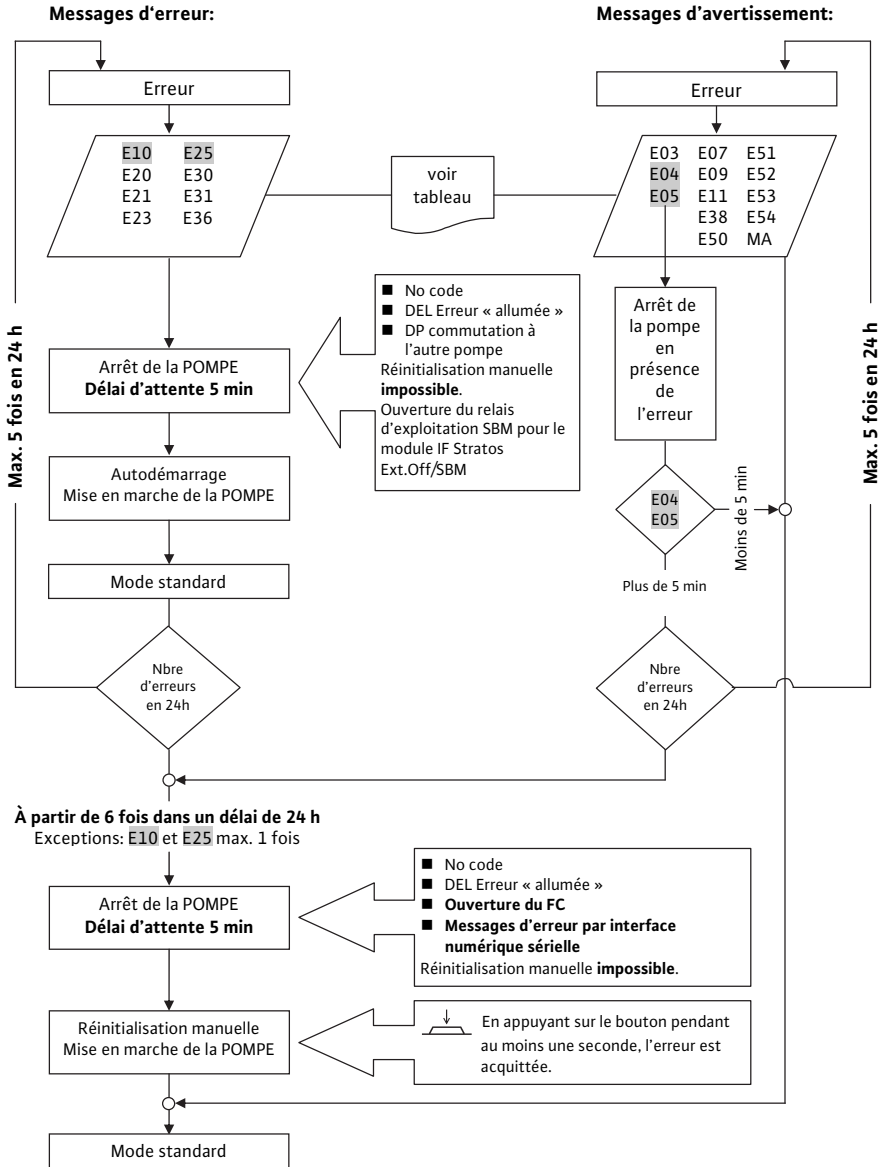 Messages d'erreur:
Messages d'avertissement:
Erreur
E10 E25
E20 E30
E21 E31
E23 E36
voir
tableau
Erreur
E03 E07 E51
E04 E09 E52
E05 E11 E53
E38 E54
E50 MA
Max. 5 fois en 24 h
■ No code
■ DEL Erreur « allumée »
■ DP commutation à
l'autre pompe
Réinitialisation manuelle
impossible.
Ouverture du relais
d'exploitation SBM pour le
module IF Stratos
Ext.Off/SBM
Arrêt de
la pompe
en
présence
de
l'erreur
Max. 5 fois en 24 h
Arrêt de la POMPE
Délai d'attente 5 min
Autodémarrage
Mise en marche de la POMPE
E04
E05
Moins de 5 min
Mode standard
Plus de 5 min
Nbre
d'erreurs
en 24h
Nbre
d'erreurs
en 24h
À partir de 6 fois dans un délai de 24 h
Exceptions: E10 et E25 max. 1 fois
Arrêt de la POMPE
Délai d'attente 5 min
■ No code
■ DEL Erreur « allumée »
■ Ouverture du FC
■ Messages d'erreur par interface
numérique sérielle
Réinitialisation manuelle impossible.
Réinitialisation manuelle
Mise en marche de la POMPE
En appuyant sur le bouton pendant
au moins une seconde, l'erreur est
acquittée.
Mode standard